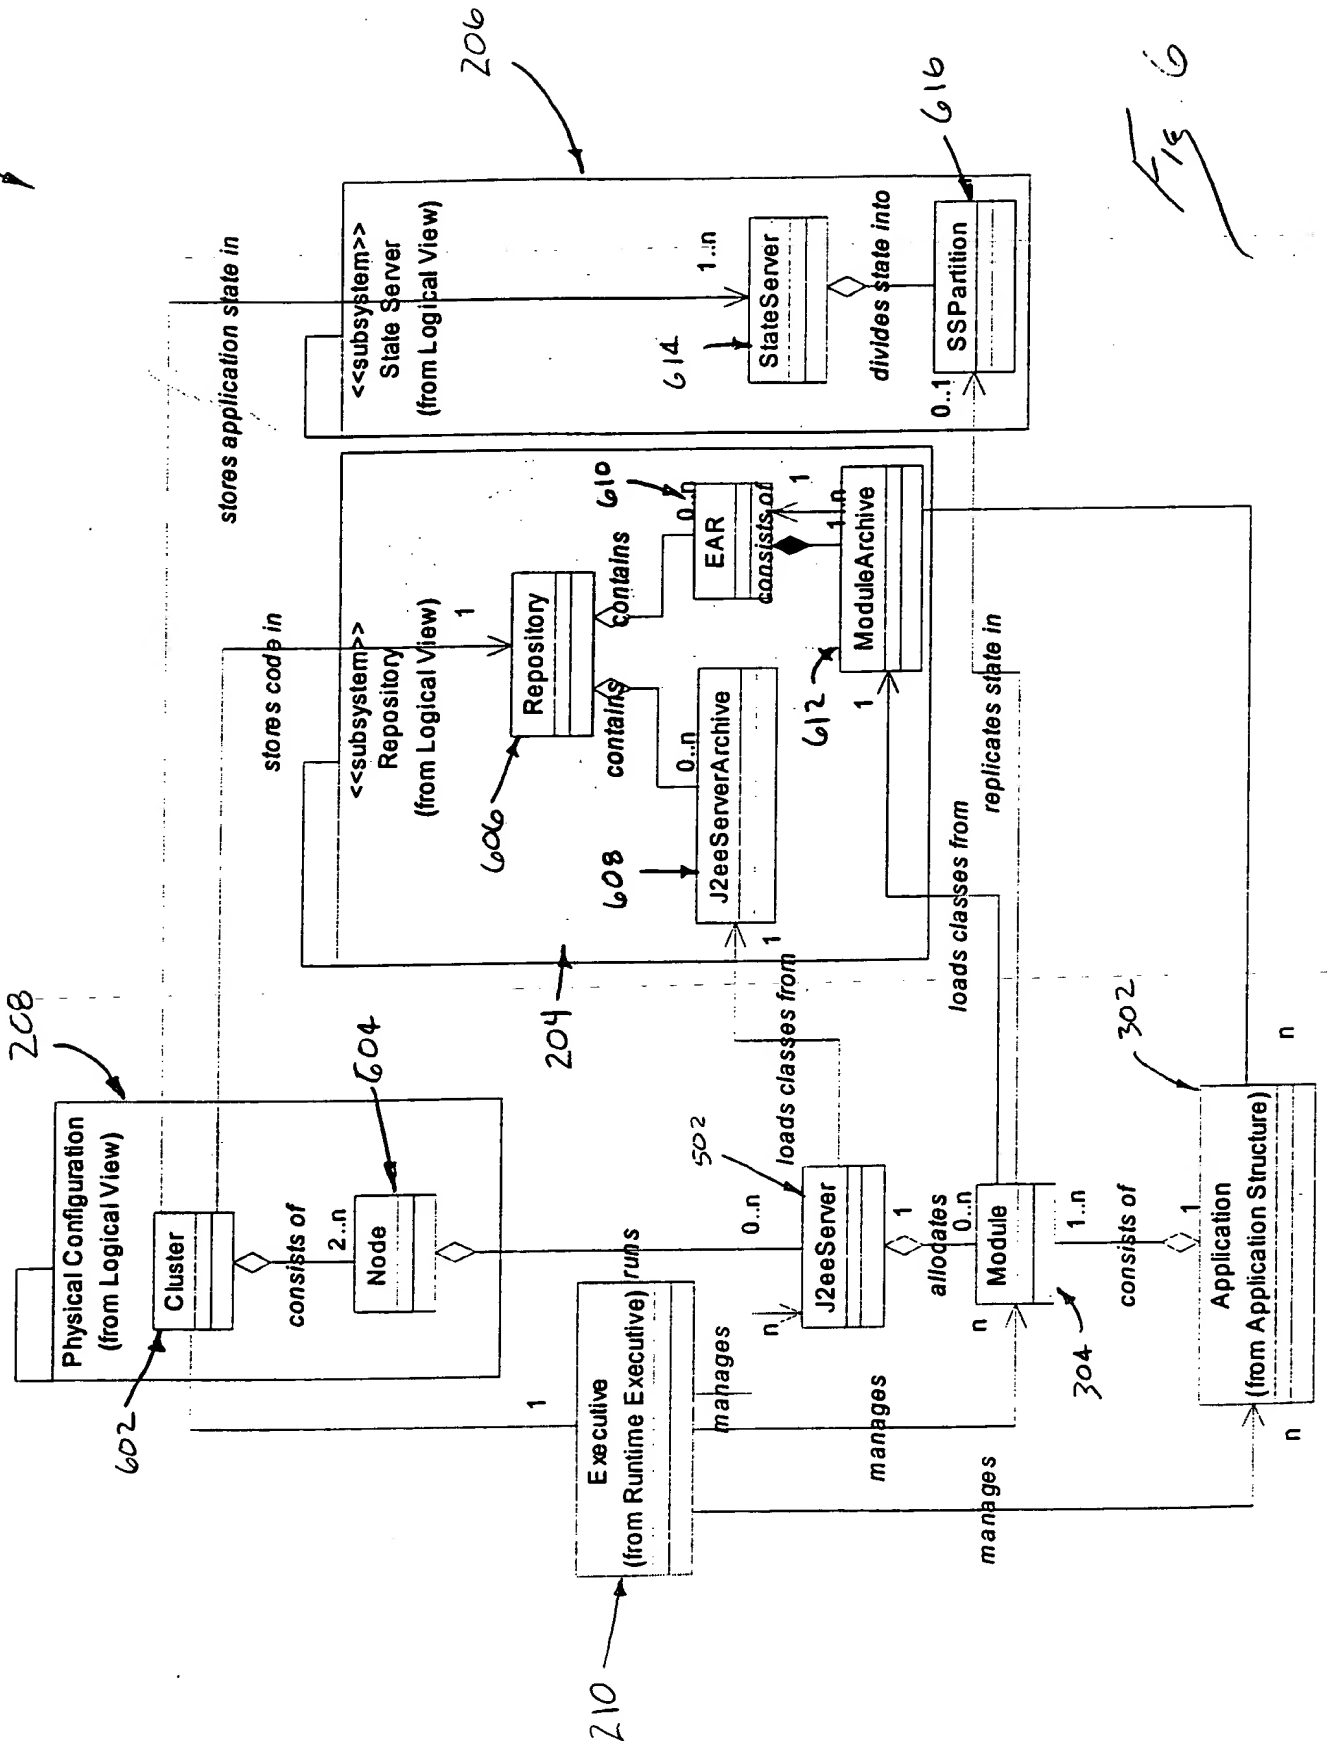 208
Physical Configuration
(from Logical View)
Cluster
602
consists of
2..n
Node
604
stores application state in
stores code in
<<subsystem>>
Repository
(from Logical View)
1
Repository
606
contains
contains
0..n
0..n
610
EAR
consists of
1
1..n
J2eeServerArchive
608
204
1
ModuleArchive
612
1
<<subsystem>>
State Server
(from Logical View)
206
1..n
StateServer
614
divides state into
SSPartition
616
0..1
1
Executive
(from Runtime Executive)
210
runs
0..n
manages
n
J2eeServer
502
loads classes from
1
allocates
0..n
manages
n
Module
304
loads classes from
replicates state in
1..n
consists of
1
manages
Application
(from Application Structure)
302
n
n
Fig. 6